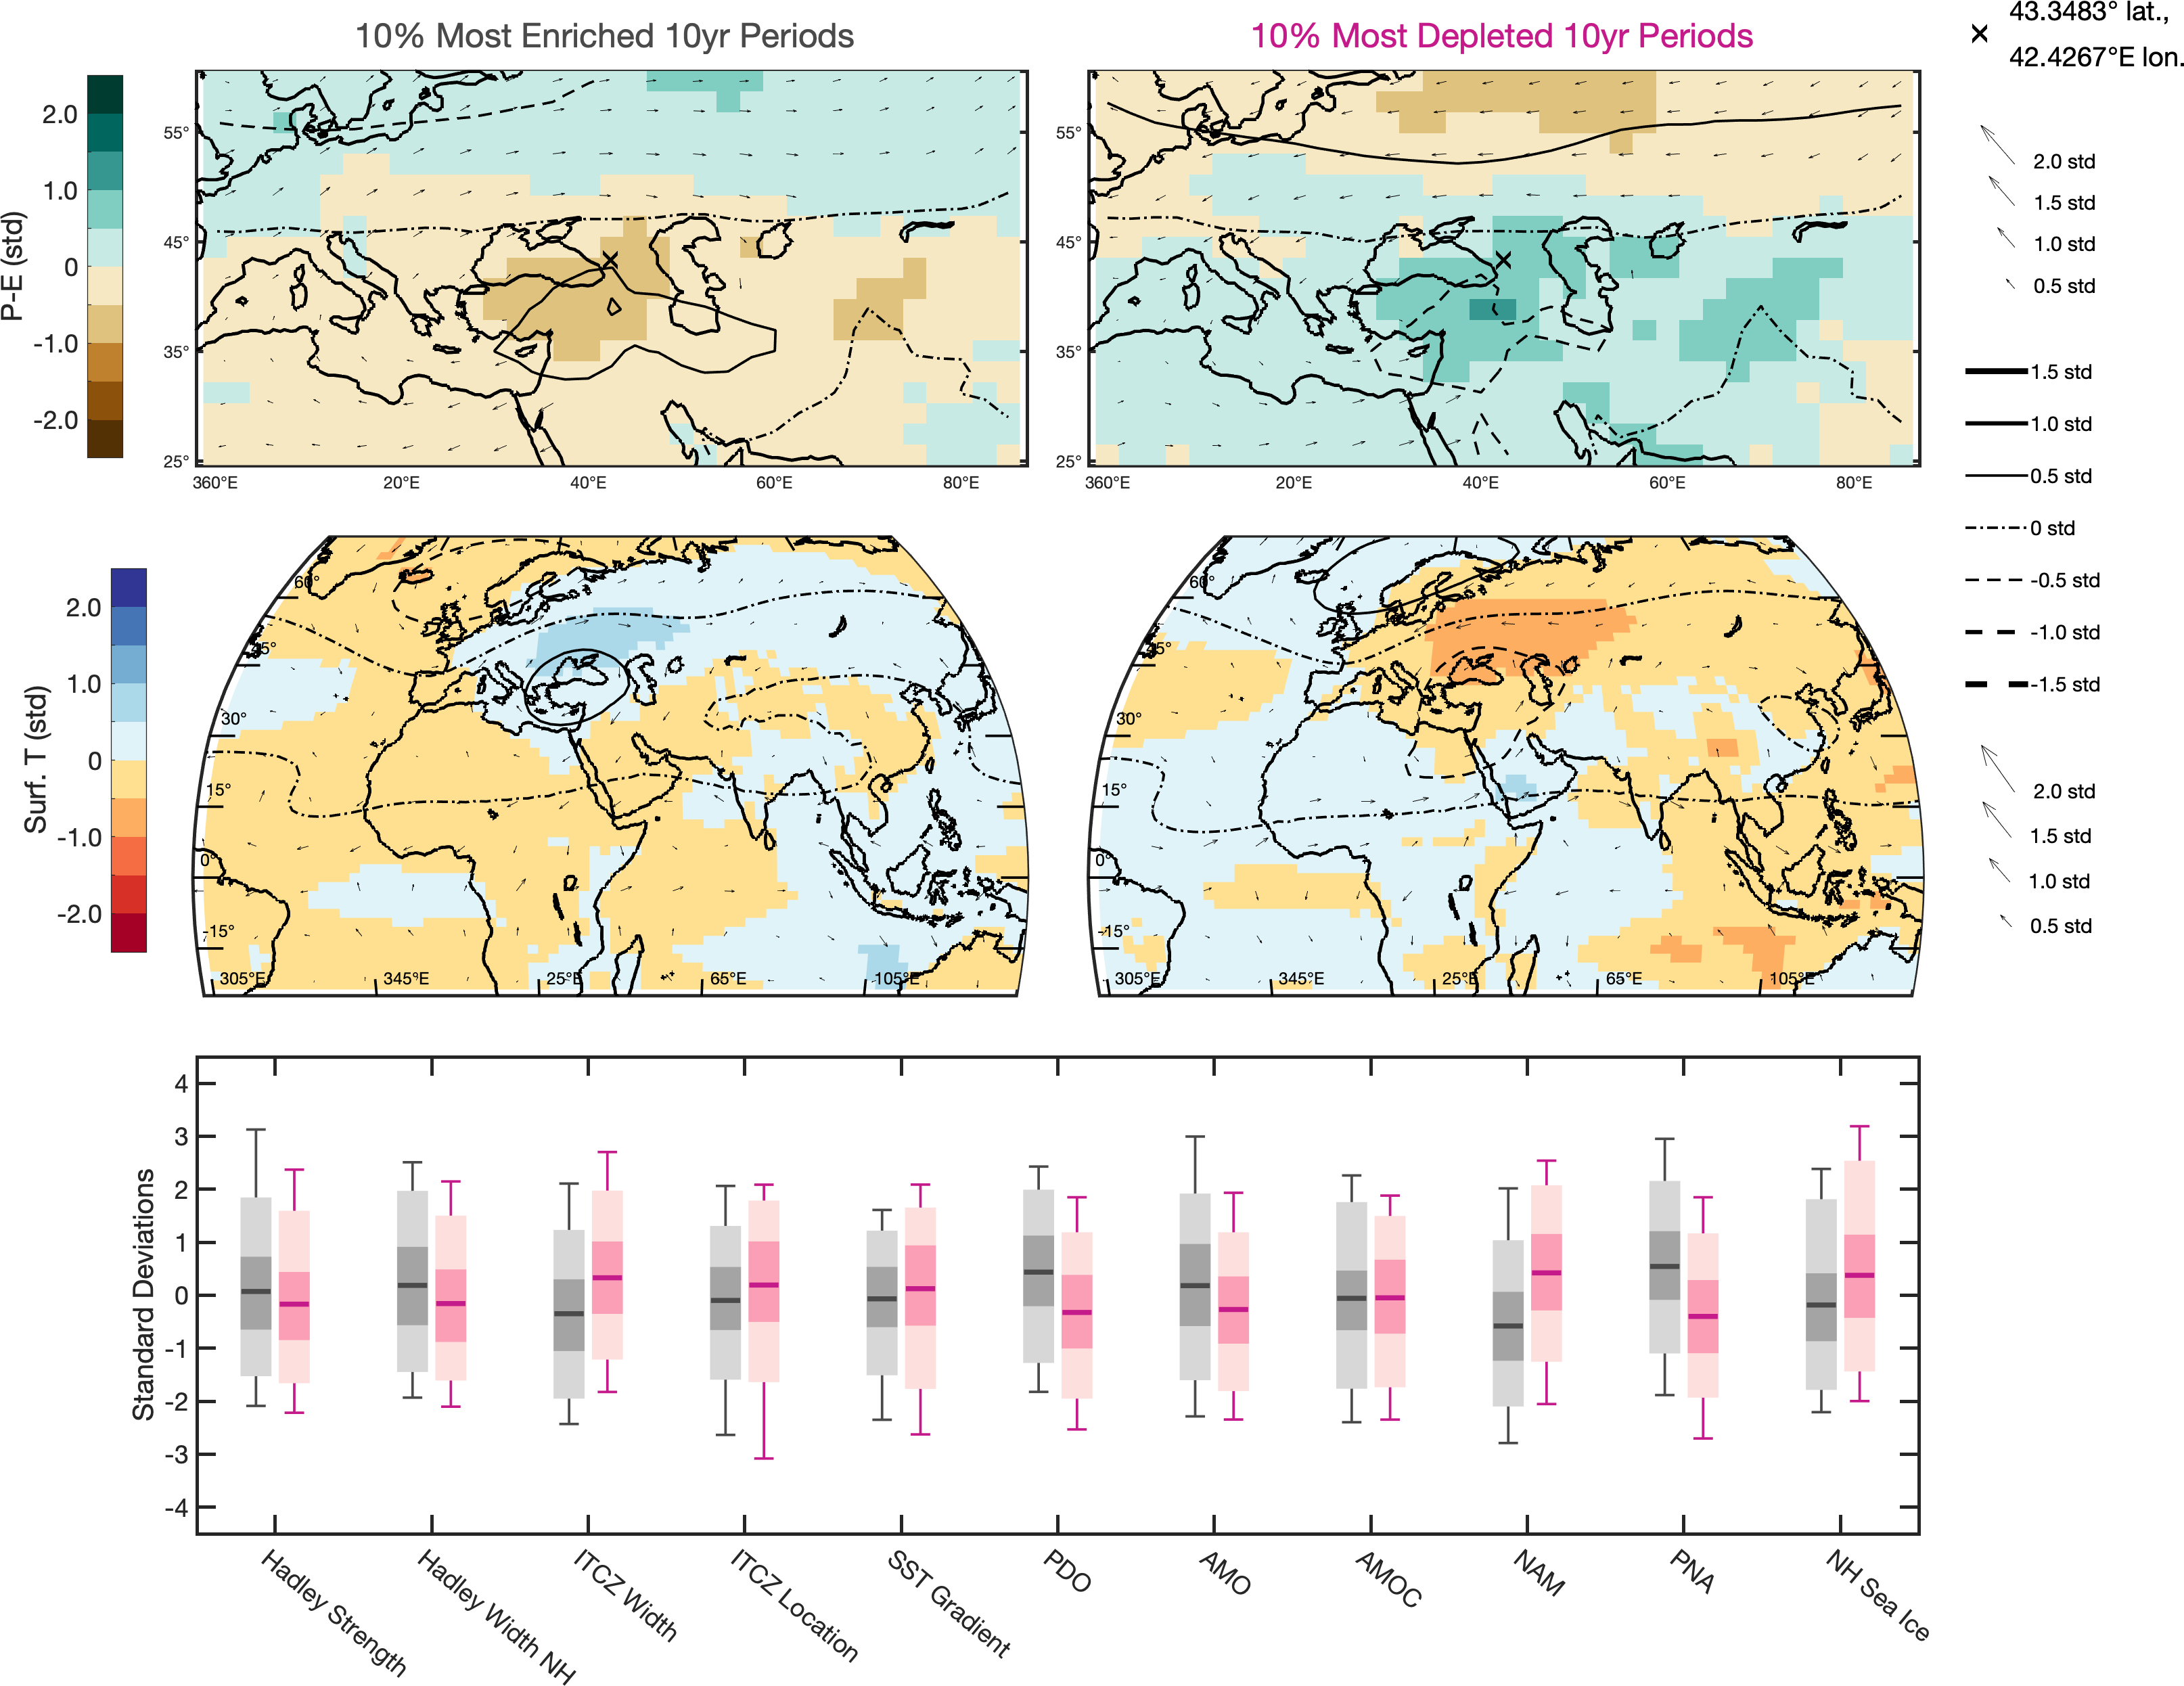 10% Most Enriched 10yr Periods
10% Most Depleted 10yr Periods
43.3483° lat.,
42.4267°E lon.
P-E (std)
2.0
1.0
0
-1.0
-2.0
55°
45°
35°
25°
360°E
20°E
40°E
60°E
80°E
55°
45°
35°
25°
360°E
20°E
40°E
60°E
80°E
2.0 std
1.5 std
1.0 std
0.5 std
1.5 std
1.0 std
0.5 std
0 std
-0.5 std
-1.0 std
-1.5 std
Surf. T (std)
2.0
1.0
0
-1.0
-2.0
60°
45°
30°
15°
0°
-15°
305°E
345°E
25°E
65°E
105°E
60°
45°
30°
15°
0°
-15°
305°E
345°E
25°E
65°E
105°E
2.0 std
1.5 std
1.0 std
0.5 std
Standard Deviations
4
3
2
1
0
-1
-2
-3
-4
Hadley Strength
Hadley Width NH
ITCZ Width
ITCZ Location
SST Gradient
PDO
AMO
AMOC
NAM
PNA
NH Sea Ice